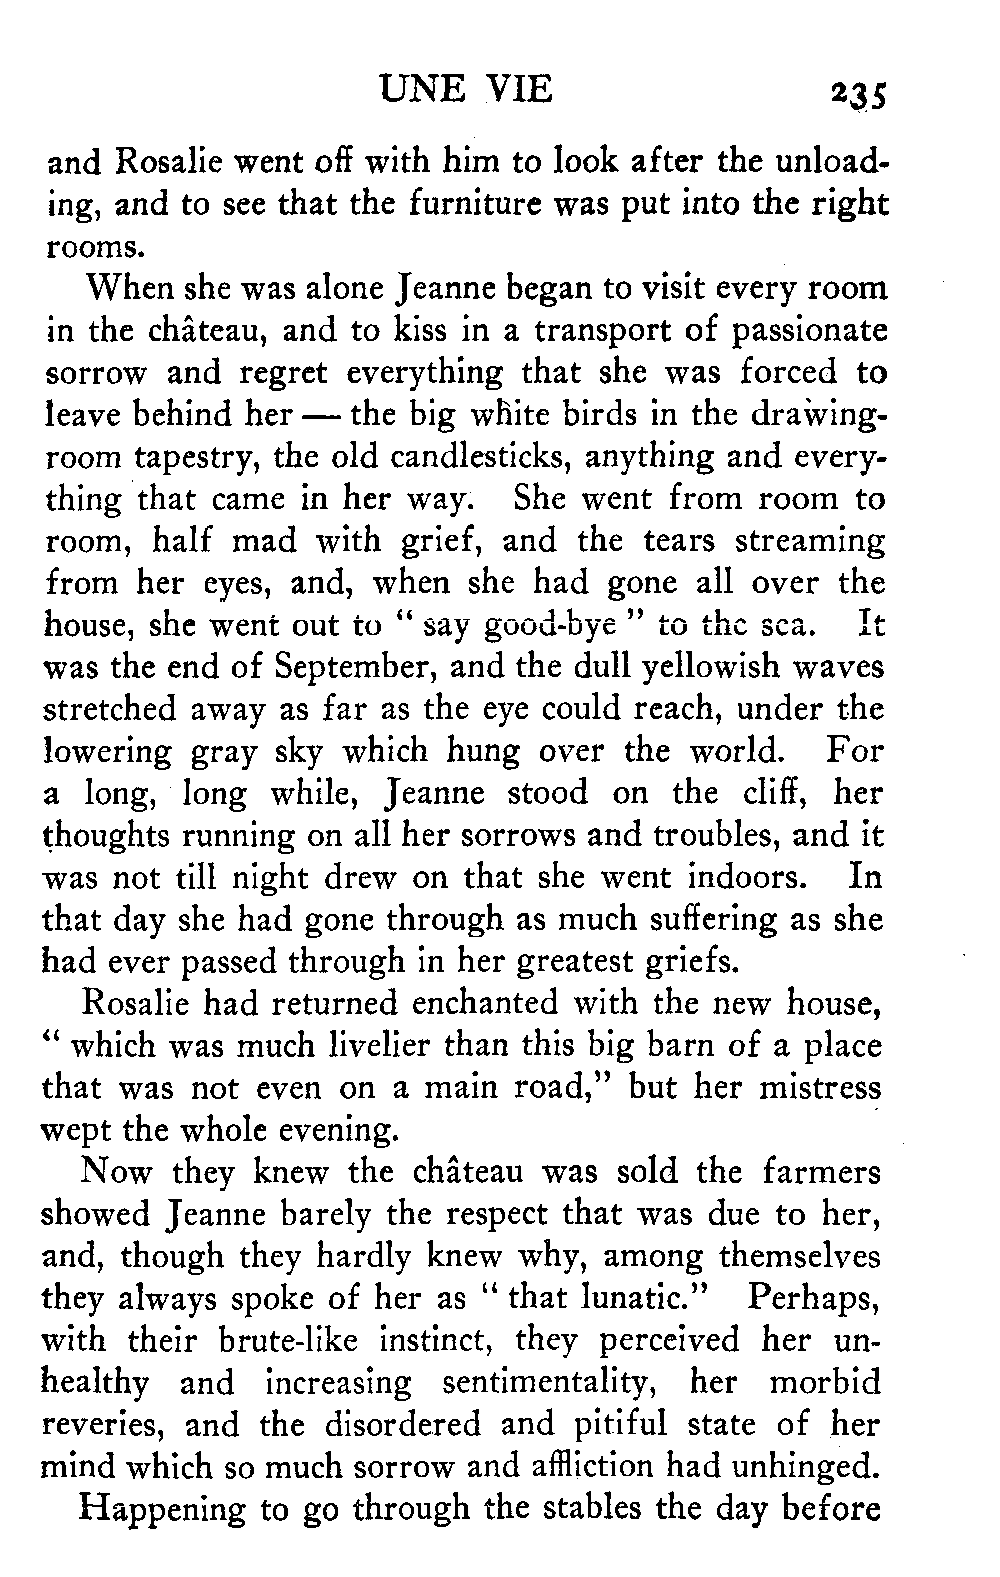 UNE VIE 235
and Rosalie went off with him to look after the unload-
ing, and to see that the furniture was put into the right
rooms.
When she was alone Jeanne began to visit every room
in the château, and to kiss in a transport of passionate
sorrow and regret everything that she was forced to
leave behind her — the big white birds in the drawing-
room tapestry, the old candlesticks, anything and every-
thing that came in her way. She went from room to
room, half mad with grief, and the tears streaming
from her eyes, and, when she had gone all over the
house, she went out to " say good-bye " to the sea. It
was the end of September, and the dull yellowish waves
stretched away as far as the eye could reach, under the
lowering gray sky which hung over the world. For
a long, long while, Jeanne stood on the cliff, her
thoughts running on all her sorrows and troubles, and it
was not till night drew on that she went indoors. In
that day she had gone through as much suffering as she
had ever passed through in her greatest griefs.
Rosalie had returned enchanted with the new house,
" which was much livelier than this big barn of a place
that was not even on a main road," but her mistress
wept the whole evening.
Now they knew the château was sold the farmers
showed Jeanne barely the respect that was due to her,
and, though they hardly knew why, among themselves
they always spoke of her as " that lunatic." Perhaps,
with their brute-like instinct, they perceived her un-
healthy and increasing sentimentality, her morbid
reveries, and the disordered and pitiful state of her
mind which so much sorrow and affliction had unhinged.
Happening to go through the stables the day before